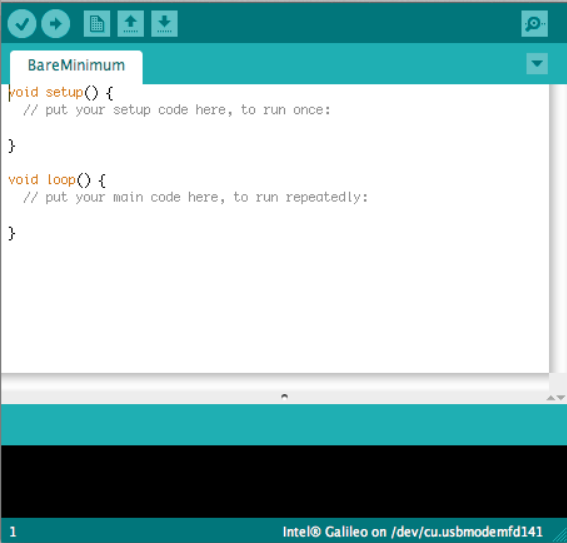 BareMinimum
void setup() {
  // put your setup code here, to run once:
}
void loop() {
  // put your main code here, to run repeatedly:
}
1
Intel® Galileo on /dev/cu.usbmodemfd141